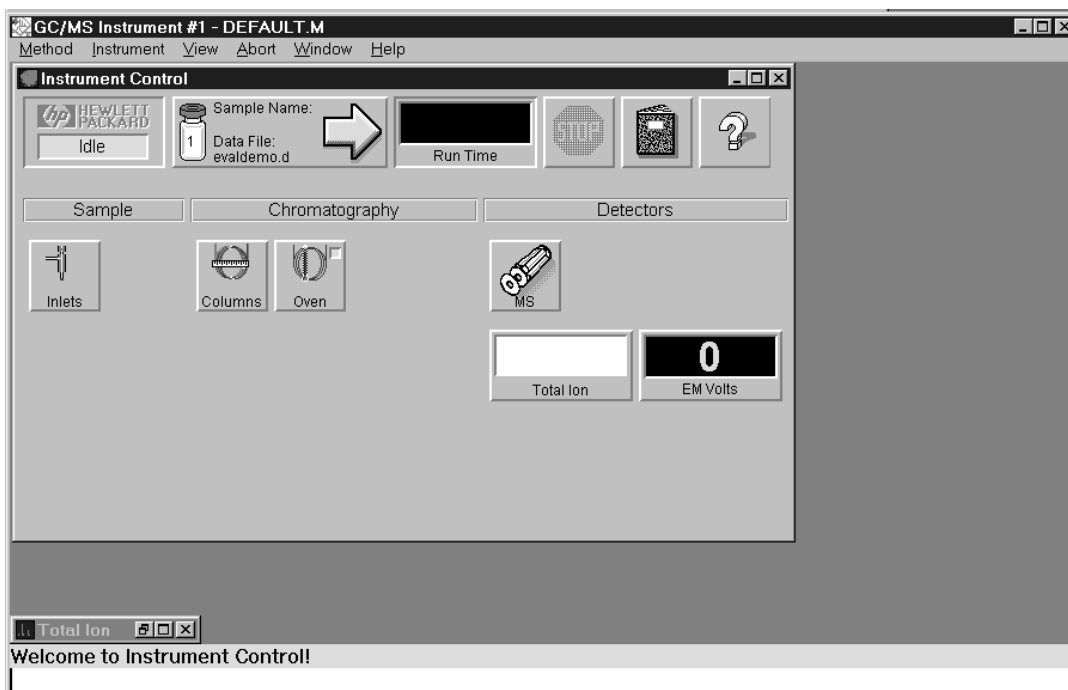 GC/MS Instrument #1 - DEFAULT.M
Method Instrument View Abort Window Help
Instrument Control
hp HEWLETT
PACKARD
Idle
1
Sample Name:
Data File:
evaldemo.d
Run Time
STOP
?
Sample
Chromatography
Detectors
Inlets
Columns
Oven
MS
Total Ion
0
EM Volts
Total Ion
Welcome to Instrument Control!